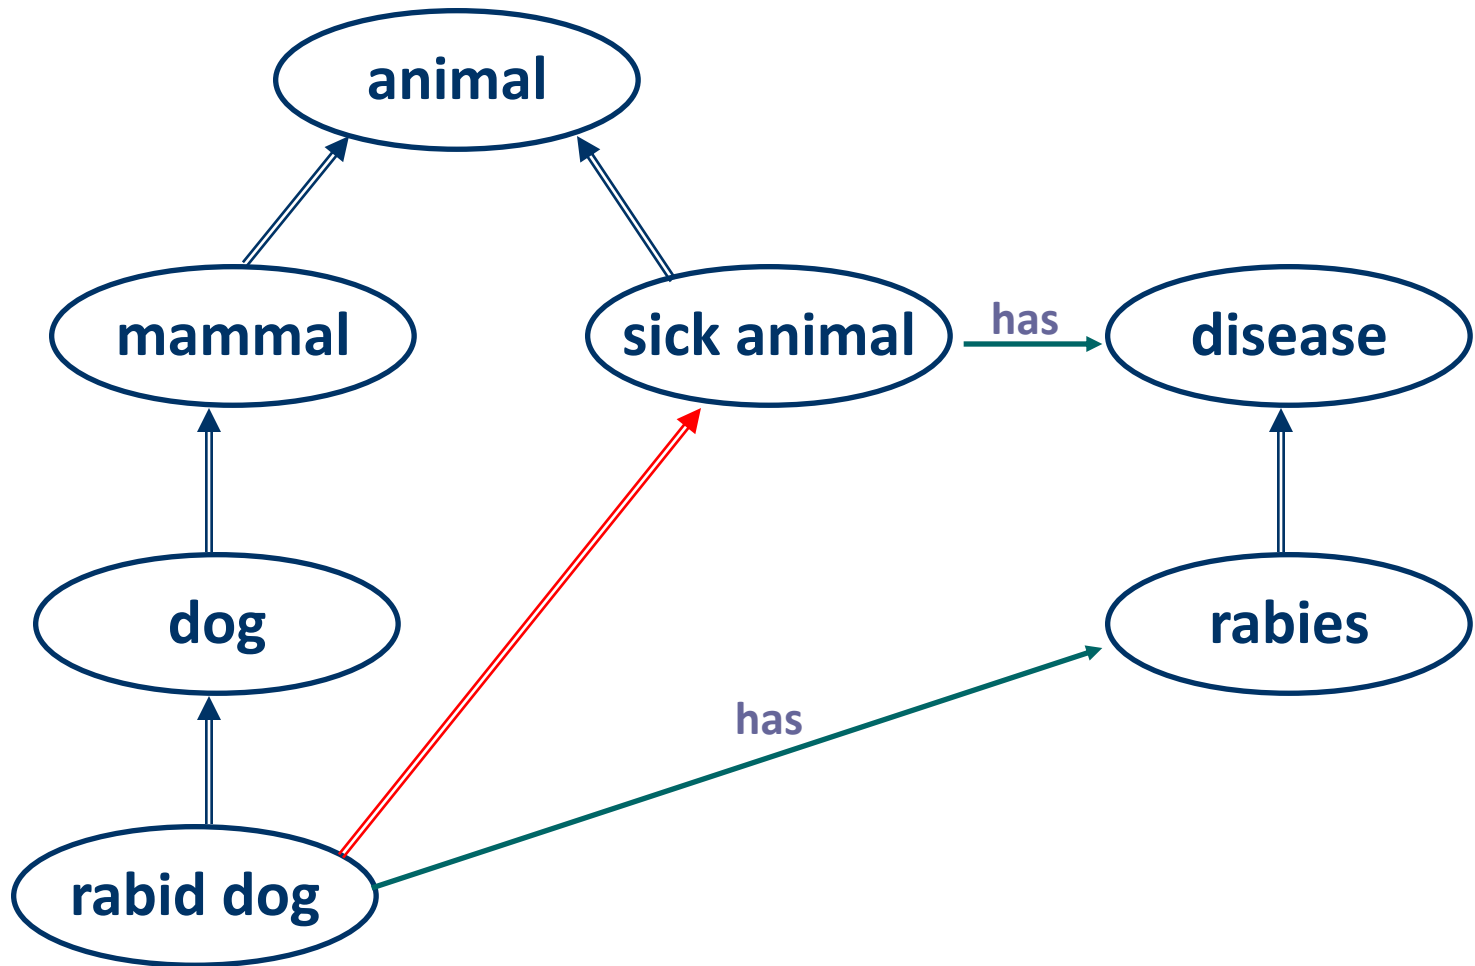 animal
mammal
sick animal
has
disease
dog
rabies
has
rabid dog